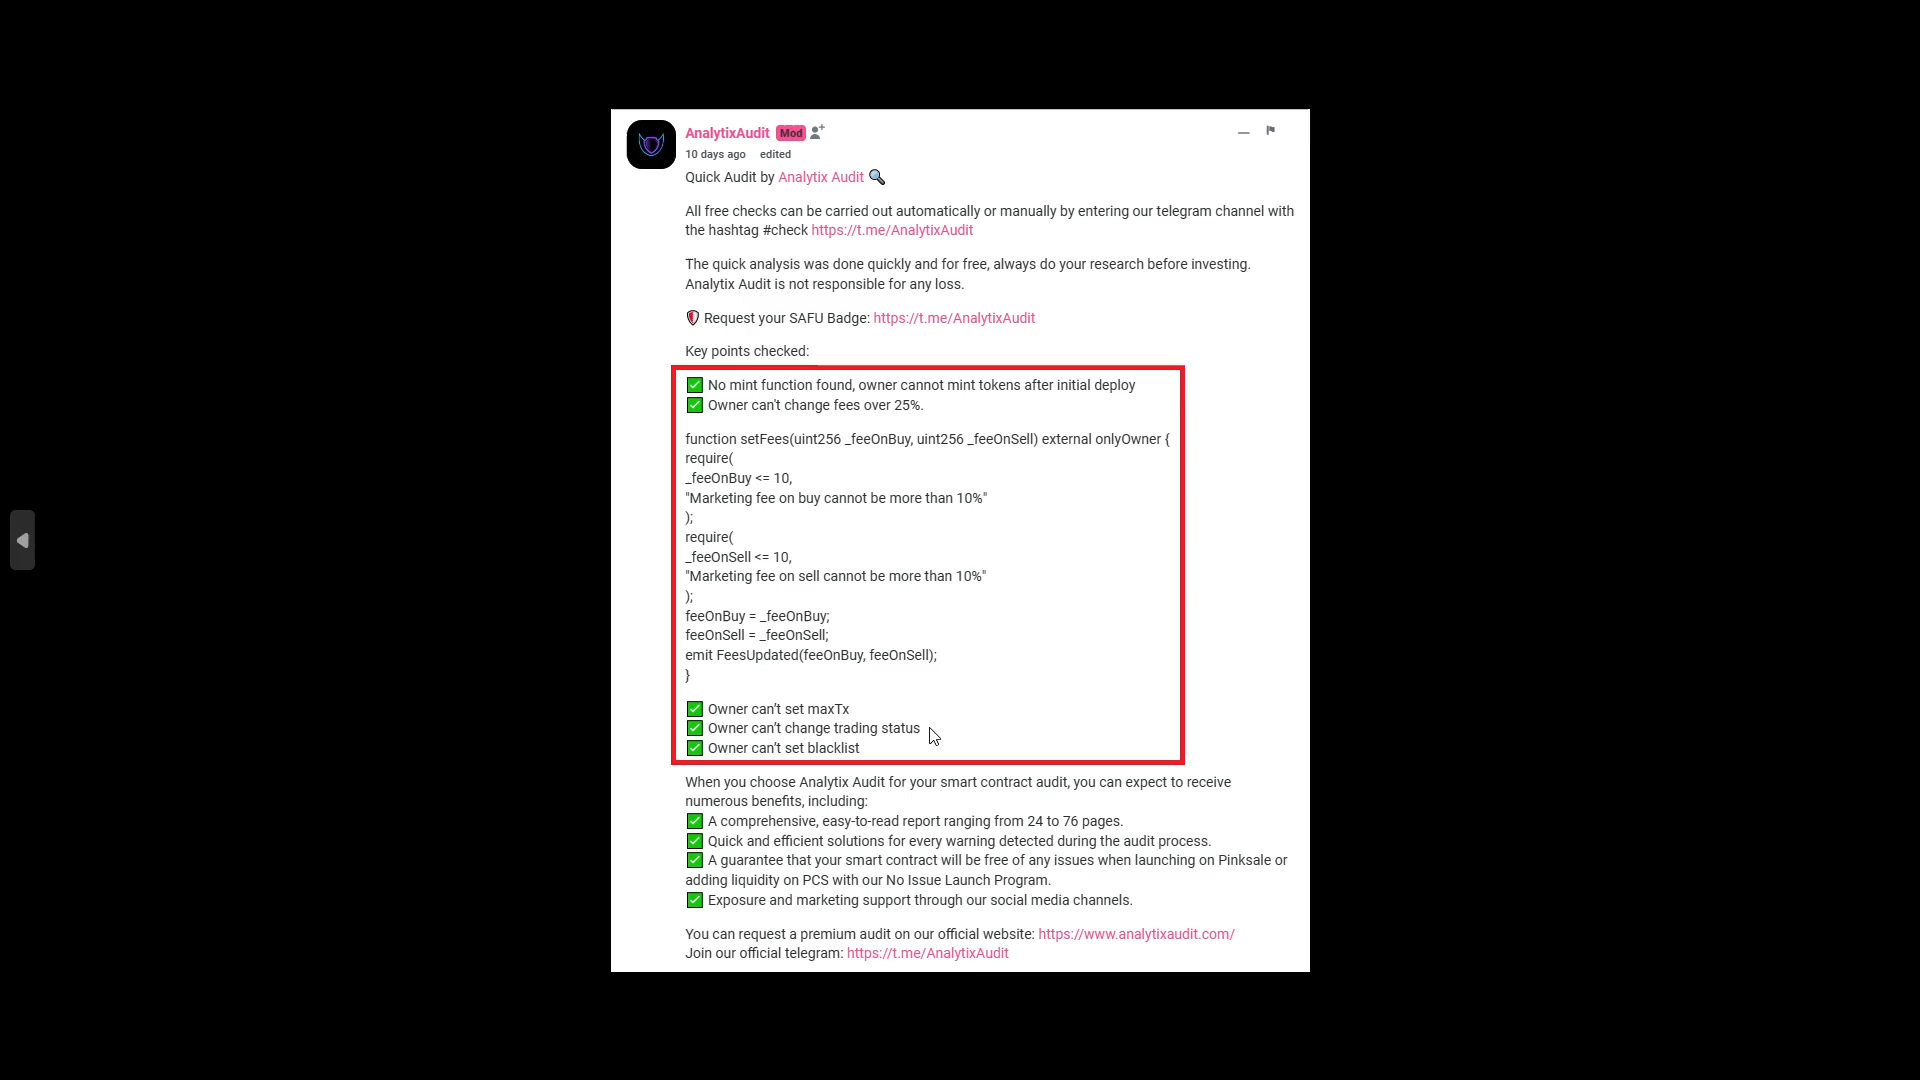 AnalytixAudit Mod
10 days ago edited
Quick Audit by Analytix Audit 🔍
All free checks can be carried out automatically or manually by entering our telegram channel with
the hashtag #check https://t.me/AnalytixAudit
The quick analysis was done quickly and for free, always do your research before investing.
Analytix Audit is not responsible for any loss.
🛡 Request your SAFU Badge: https://t.me/AnalytixAudit
Key points checked:
✅ No mint function found, owner cannot mint tokens after initial deploy
✅ Owner can't change fees over 25%.
function setFees(uint256 _feeOnBuy, uint256 _feeOnSell) external onlyOwner {
require(
_feeOnBuy <= 10,
"Marketing fee on buy cannot be more than 10%"
);
require(
_feeOnSell <= 10,
"Marketing fee on sell cannot be more than 10%"
);
feeOnBuy = _feeOnBuy;
feeOnSell = _feeOnSell;
emit FeesUpdated(feeOnBuy, feeOnSell);
}
✅ Owner can’t set maxTx
✅ Owner can’t change trading status
✅ Owner can’t set blacklist
When you choose Analytix Audit for your smart contract audit, you can expect to receive
numerous benefits, including:
✅ A comprehensive, easy-to-read report ranging from 24 to 76 pages.
✅ Quick and efficient solutions for every warning detected during the audit process.
✅ A guarantee that your smart contract will be free of any issues when launching on Pinksale or
adding liquidity on PCS with our No Issue Launch Program.
✅ Exposure and marketing support through our social media channels.
You can request a premium audit on our official website: https://www.analytixaudit.com/
Join our official telegram: https://t.me/AnalytixAudit